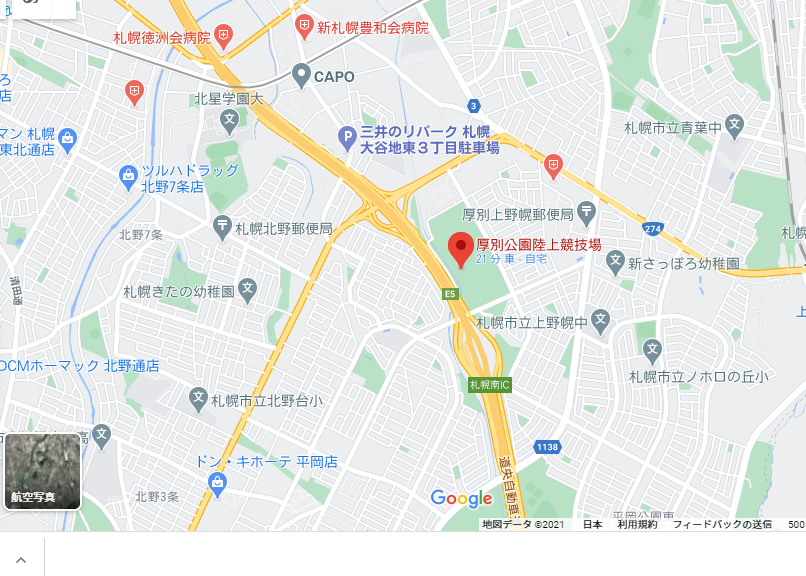 札幌徳洲会病院
新札幌豊和会病院
CAPO
北星学園大
3
三井のリパーク 札幌
大谷地東3丁目駐車場
札幌市立青葉中
マン 札幌
東北通店
ツルハドラッグ
北野7条店
札幌北野郵便局
厚別上野幌郵便局
274
北野7条
厚別公園陸上競技場
21 分 車 - 自宅
新さっぽろ幼稚園
札幌きたの幼稚園
E5
札幌市立上野幌中
DCMホーマック 北野通店
札幌南IC
札幌市立ノホロの丘小
札幌市立北野台小
1138
ドン・キホーテ 平岡店
道央自動車
航空写真
北野3条
Google
平岡公園東
地図データ ©2021
日本
利用規約
フィードバックの送信
500